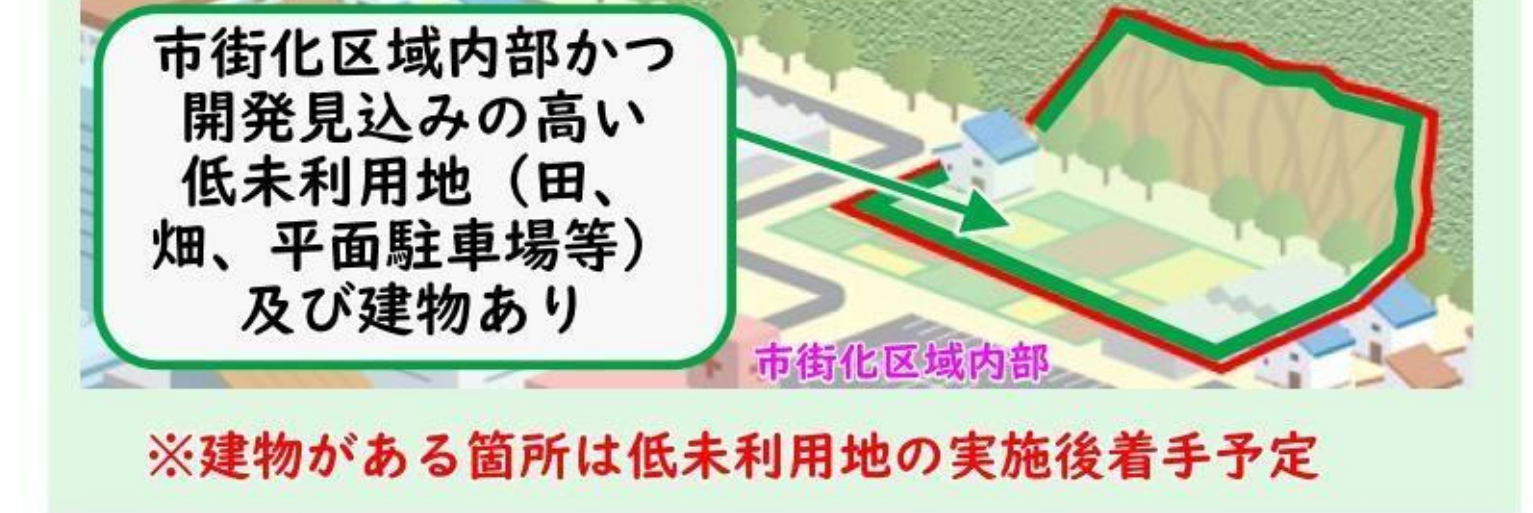 市街化区域内部かつ
開発見込みの高い
低未利用地（田、
畑、平面駐車場等）
及び建物あり
市街化区域内部
※建物がある箇所は低未利用地の実施後着手予定